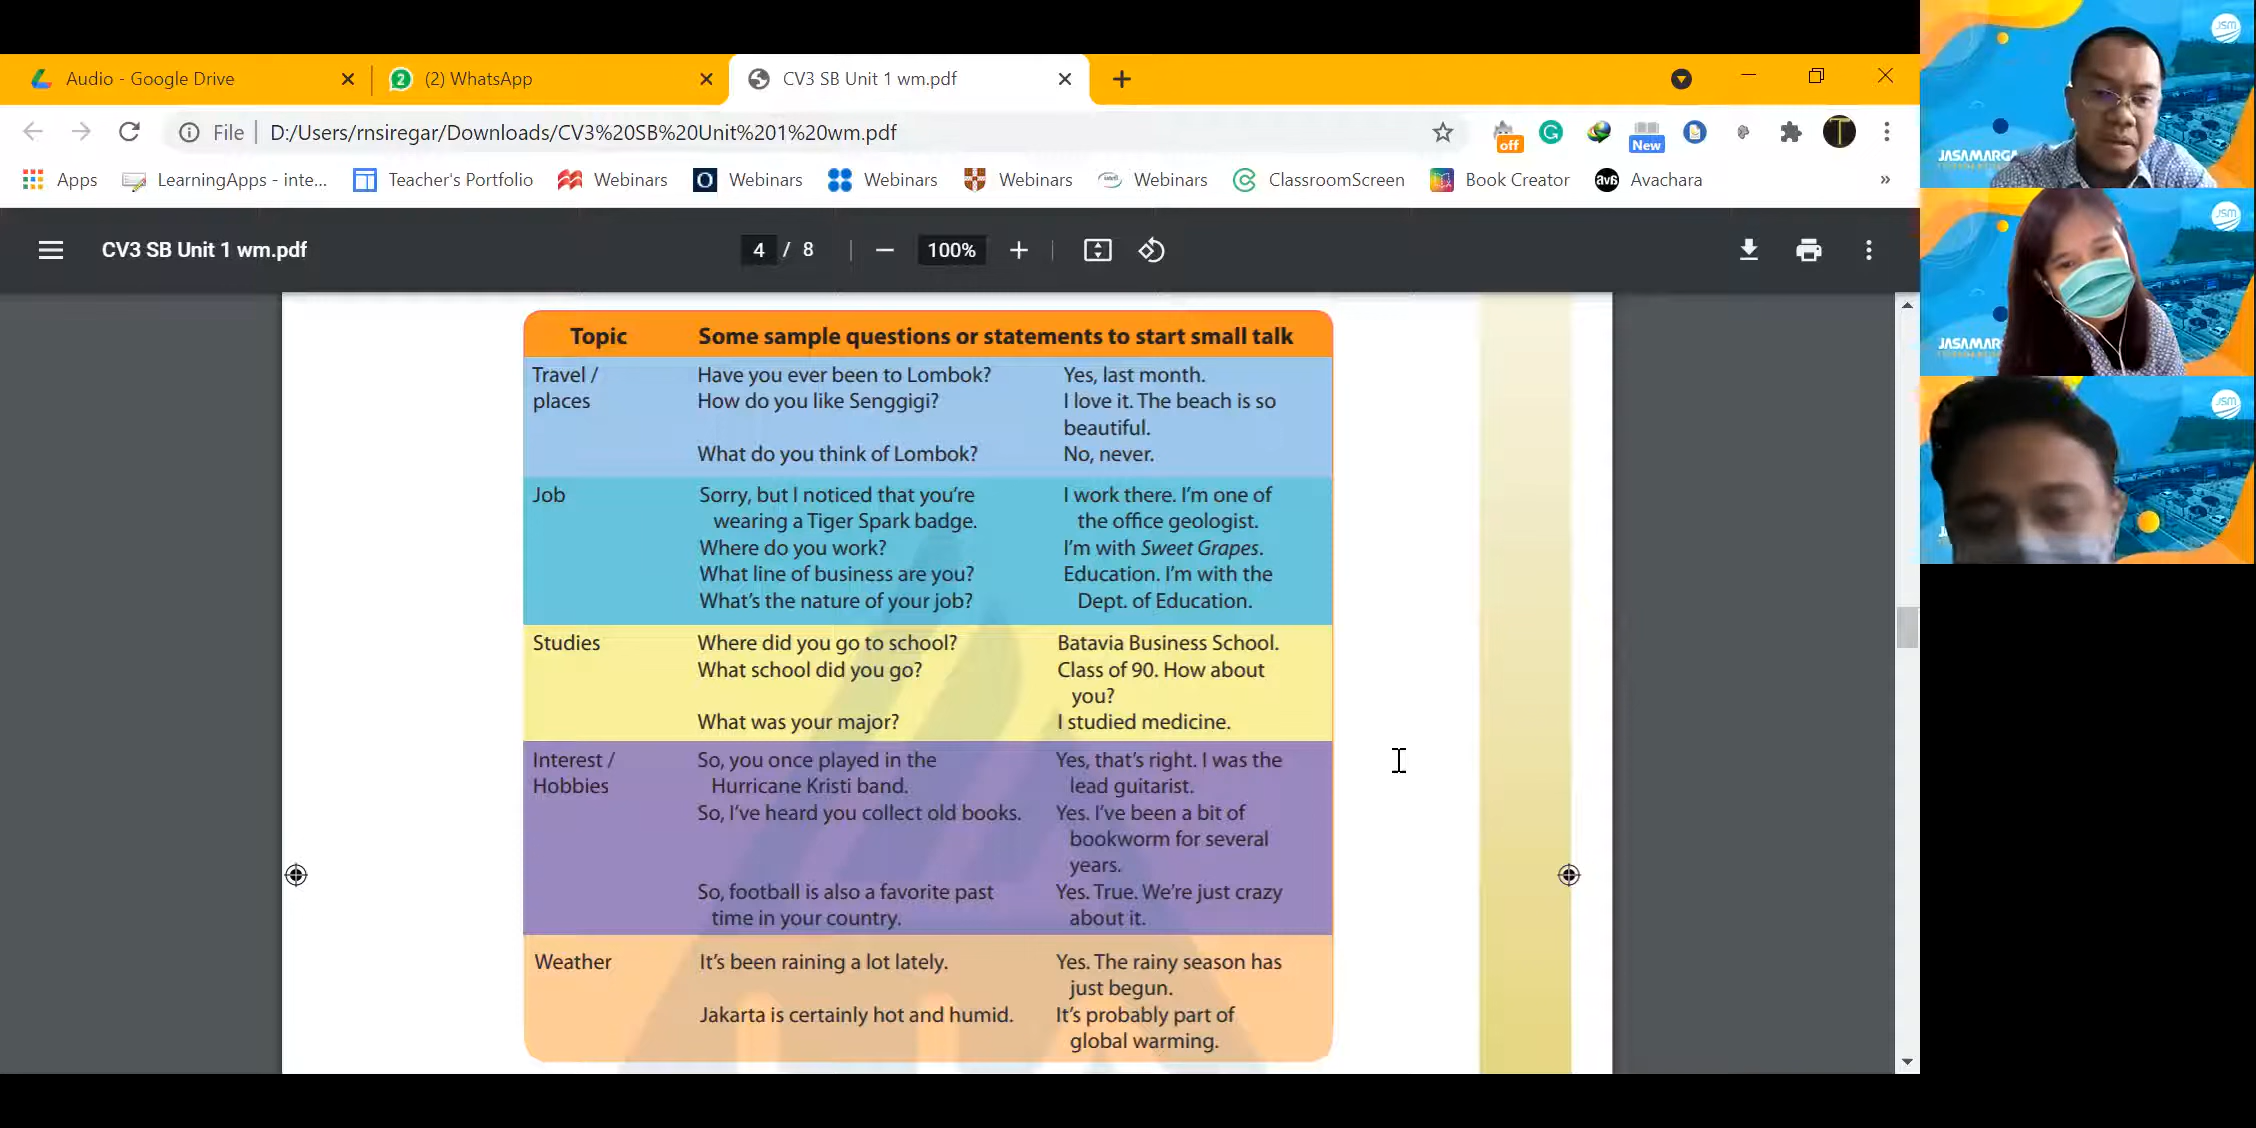 Audio - Google Drive
(2) WhatsApp
CV3 SB Unit 1 wm.pdf
File
D:/Users/rnsiregar/Downloads/CV3%20SB%20Unit%201%20wm.pdf
off
New
T
Apps
LearningApps - inte...
Teacher's Portfolio
Webinars
Webinars
Webinars
Webinars
Webinars
ClassroomScreen
Book Creator
Avachara
»
CV3 SB Unit 1 wm.pdf
4 / 8
100%
Topic Some sample questions or statements to start small talk
Travel / Have you ever been to Lombok? Yes, last month.
places How do you like Senggigi? I love it. The beach is so
beautiful.
What do you think of Lombok? No, never.
Job Sorry, but I noticed that you're I work there. I'm one of
wearing a Tiger Spark badge. the office geologist.
Where do you work? I'm with Sweet Grapes.
What line of business are you? Education. I'm with the
What's the nature of your job? Dept. of Education.
Studies Where did you go to school? Batavia Business School.
What school did you go? Class of 90. How about
you?
What was your major? I studied medicine.
Interest / So, you once played in the Yes, that's right. I was the
Hobbies Hurricane Kristi band. lead guitarist.
So, I've heard you collect old books. Yes. I've been a bit of
bookworm for several
years.
So, football is also a favorite past Yes. True. We're just crazy
time in your country. about it.
Weather It's been raining a lot lately. Yes. The rainy season has
just begun.
Jakarta is certainly hot and humid. It's probably part of
global warming.
JSM
JASAMARGA
JSM
JASAMARG
JSM